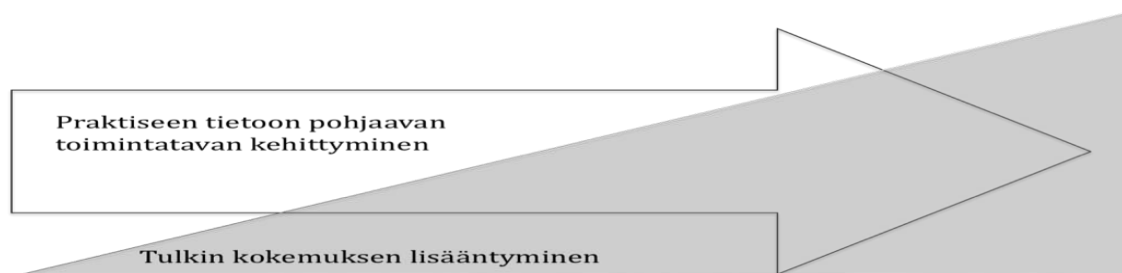 Praktiseen tietoon pohjaavan
toimintatavan kehittyminen
Tulkin kokemuksen lisääntyminen